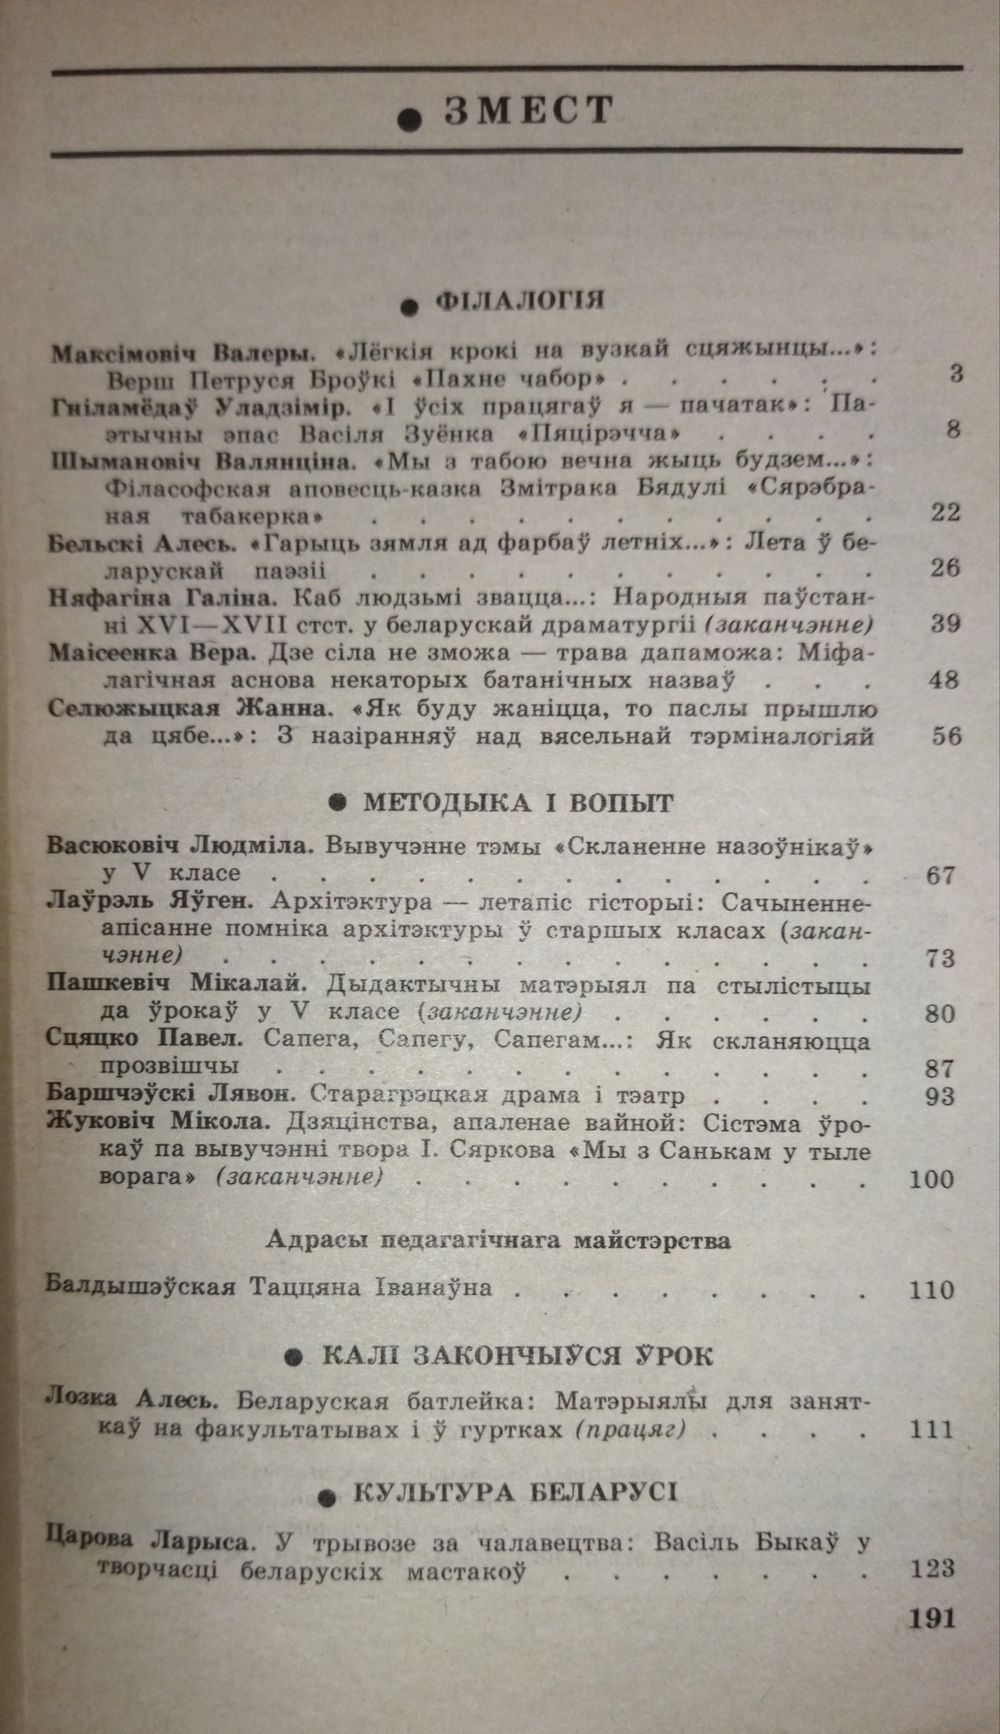 ● ЗМЕСТ
● ФІЛАЛОГІЯ
Максімовіч Валеры. «Лёгкія крокі на вузкай сцяжынцы...»:
Верш Петруся Броўкі «Пахне чабор» . . . . . . 3
Гніламёдаў Уладзімір. «І ўсіх працягаў я — пачатак»: Па-
этычны эпас Васіля Зуёнка «Пяцірэчча» . . . . 8
Шымановіч Валянціна. «Мы з табою вечна жыць будзем...»:
Філасофская аповесць-казка Змітрака Бядулі «Сярэбра-
ная табакерка» . . . . . . . . . . . 22
Бельскі Алесь. «Гарыць зямля ад фарбаў летніх...»: Лета ў бе-
ларускай паэзіі . . . . . . . . . . . 26
Няфагіна Галіна. Каб людзьмі звацца...: Народныя паўстан-
ні XVI—XVII стст. у беларускай драматургіі (заканчэнне) 39
Маісеенка Вера. Дзе сіла не зможа — трава дапаможа: Міфа-
лагічная аснова некаторых батанічных назваў . . . 48
Селюжыцкая Жанна. «Як буду жаніцца, то паслы прышлю
да цябе...»: З назіранняў над вясельнай тэрміналогіяй 56
● МЕТОДЫКА І ВОПЫТ
Васюковіч Людміла. Вывучэнне тэмы «Скланенне назоўнікаў»
у V класе . . . . . . . . . . . . . 67
Лаўрэль Яўген. Архітэктура — летапіс гісторыі: Сачыненне-
апісанне помніка архітэктуры ў старшых класах (закан-
чэнне) . . . . . . . . . . . . . . 73
Пашкевіч Мікалай. Дыдактычны матэрыял па стылістыцы
да ўрокаў у V класе (заканчэнне) . . . . . . 80
Сцяцко Павел. Сапега, Сапегу, Сапегам...: Як скланяюцца
прозвішчы . . . . . . . . . . . . . 87
Баршчэўскі Лявон. Старагрэцкая драма і тэатр . . . . 93
Жуковіч Мікола. Дзяцінства, апаленае вайной: Сістэма ўро-
каў па вывучэнні твора І. Сяркова «Мы з Санькам у тыле
ворага» (заканчэнне) . . . . . . . . . . 100
Адрасы педагагічнага майстэрства
Балдышэўская Таццяна Іванаўна . . . . . . . . 110
● КАЛІ ЗАКОНЧЫЎСЯ ЎРОК
Лозка Алесь. Беларуская батлейка: Матэрыялы для занят-
каў на факультатывах і ў гуртках (працяг) . . . . 111
● КУЛЬТУРА БЕЛАРУСІ
Царова Ларыса. У трывозе за чалавецтва: Васіль Быкаў у
творчасці беларускіх мастакоў . . . . . . . 123
191